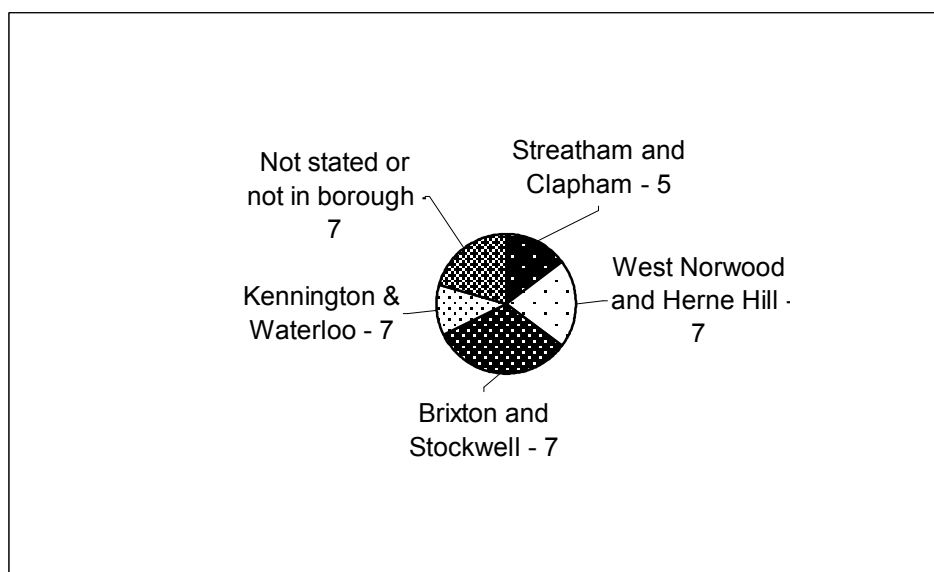 Streatham and
Clapham - 5
Not stated or
not in borough -
7
West Norwood
and Herne Hill -
7
Kennington &
Waterloo - 7
Brixton and
Stockwell - 7